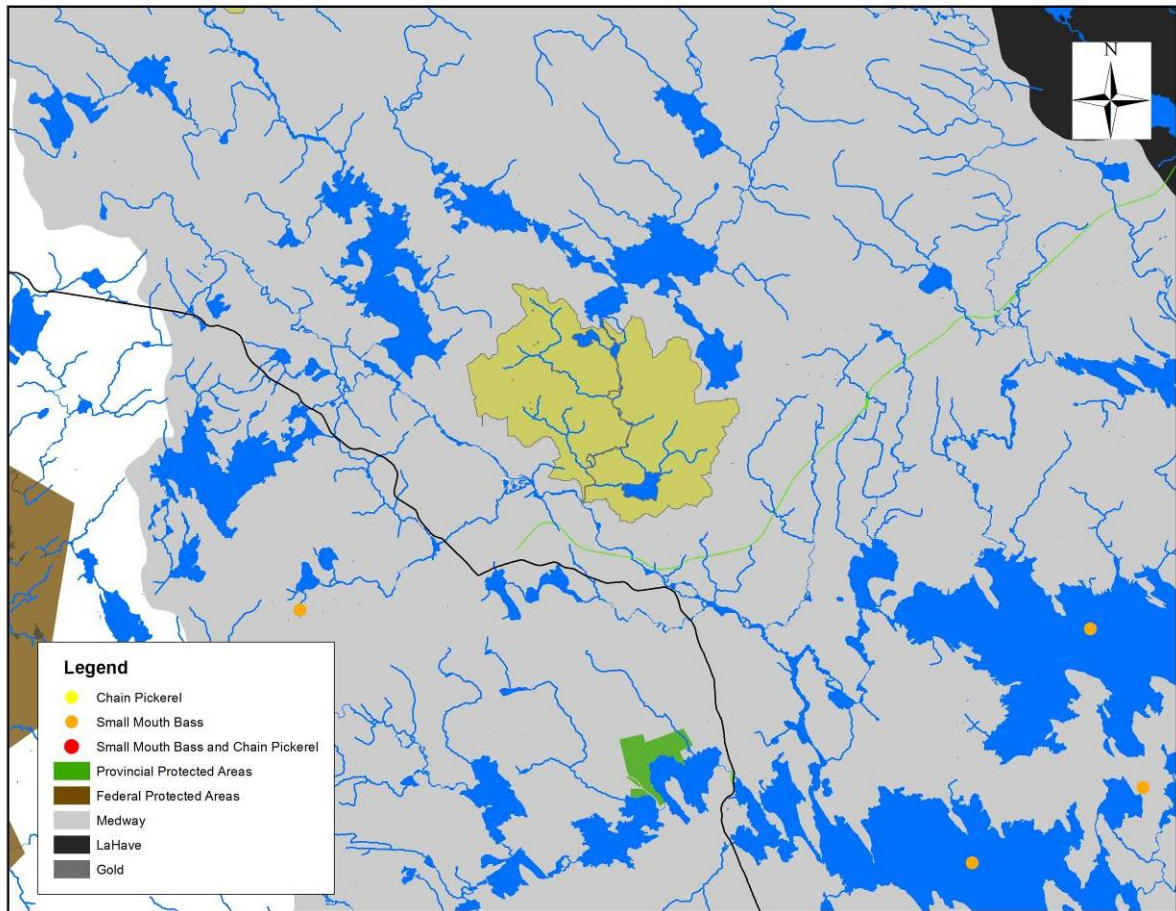 N
Legend
Chain Pickerel
Small Mouth Bass
Small Mouth Bass and Chain Pickerel
Provincial Protected Areas
Federal Protected Areas
Medway
LaHave
Gold